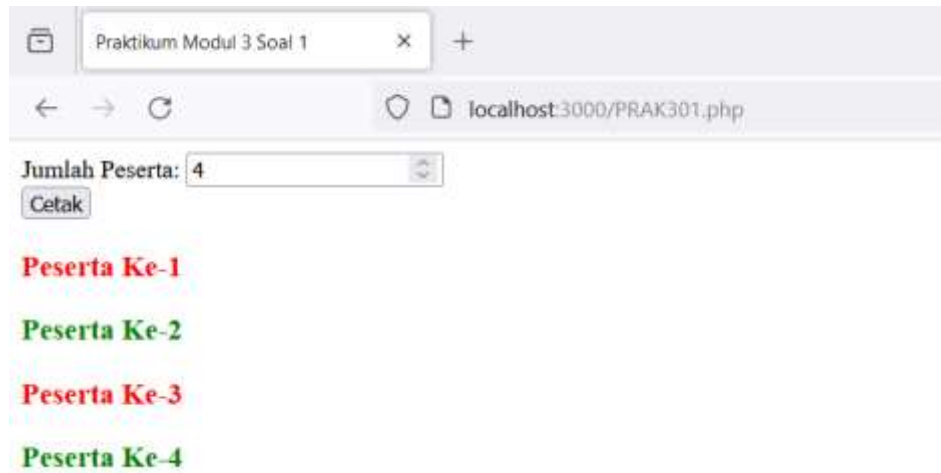 Praktikum Modul 3 Soal 1
localhost:3000/PRAK301.php
Jumlah Peserta: 4
Cetak
Peserta Ke-1
Peserta Ke-2
Peserta Ke-3
Peserta Ke-4